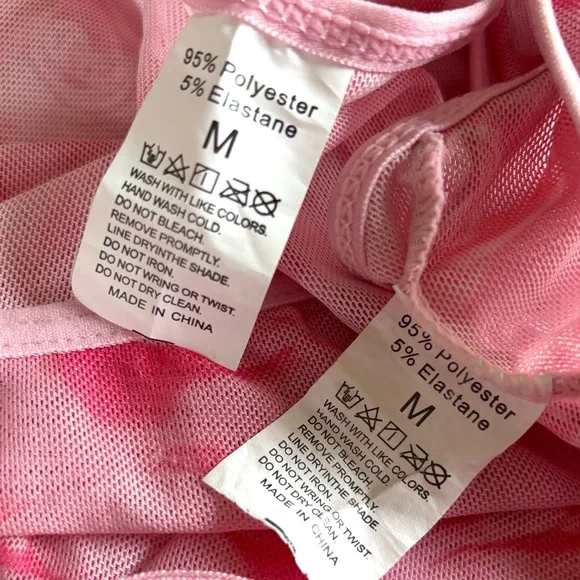 95% Polyester
5% Elastane
M
WASH WITH LIKE COLORS.
HAND WASH COLD.
DO NOT BLEACH.
REMOVE PROMPTLY.
LINE DRYINTHE SHADE.
DO NOT IRON.
DO NOT WRING OR TWIST.
DO NOT DRY CLEAN.
MADE IN CHINA
95% Polyester
5% Elastane
M
WASH WITH LIKE COLORS.
HAND WASH COLD.
DO NOT BLEACH.
REMOVE PROMPTLY.
LINE DRYINTHE SHADE.
DO NOT IRON.
DO NOT WRING OR TWIST.
DO NOT DRY CLEAN.
MADE IN CHINA